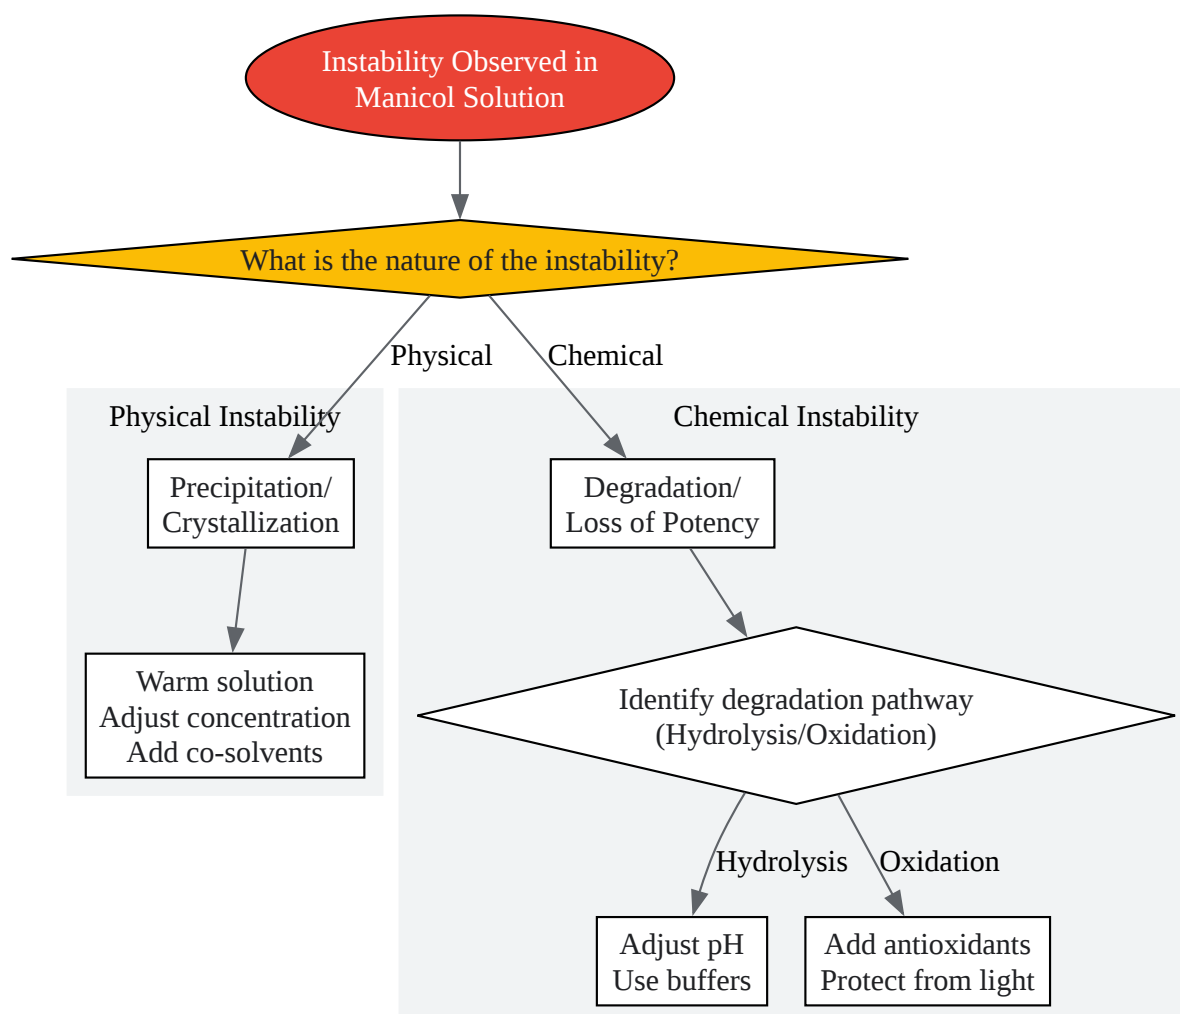 Instability Observed in
Manicol Solution
What is the nature of the instability?
Physical
Chemical
Physical Instability
Chemical Instability
Precipitation/
Crystallization
Degradation/
Loss of Potency
Warm solution
Adjust concentration
Add co-solvents
Identify degradation pathway
(Hydrolysis/Oxidation)
Hydrolysis
Oxidation
Adjust pH
Use buffers
Add antioxidants
Protect from light